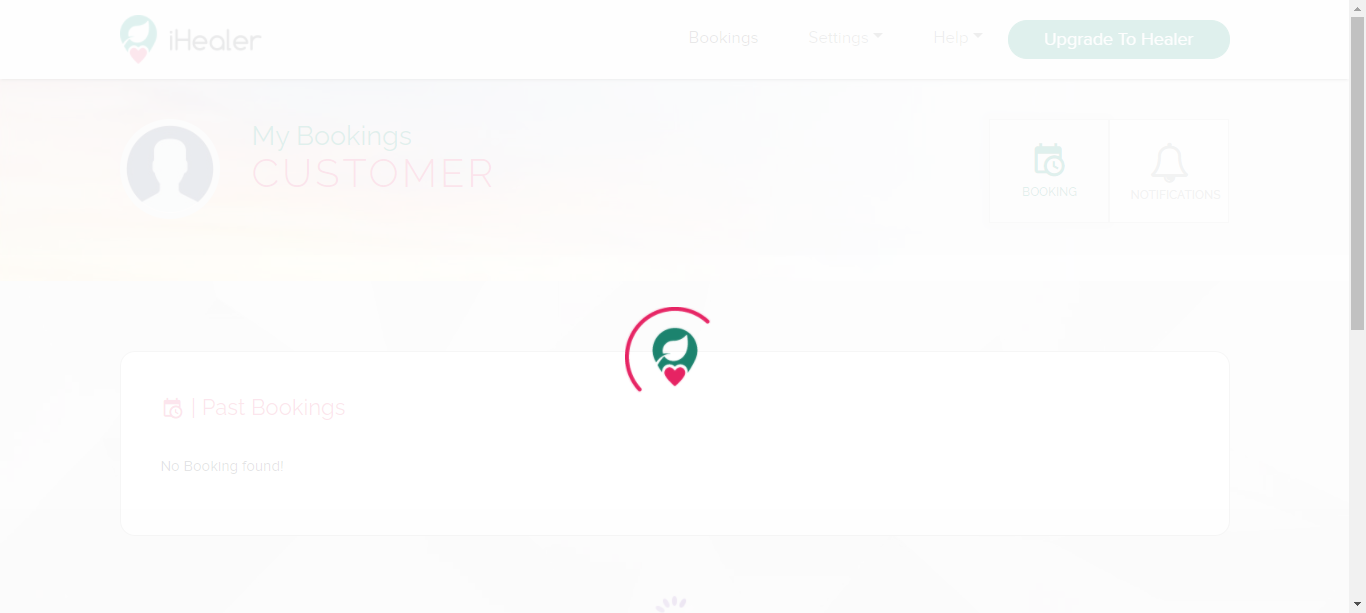 iHealer
Bookings
Settings
Help
Upgrade To Healer
My Bookings
CUSTOMER
BOOKING
NOTIFICATIONS
| Past Bookings
No Booking found!